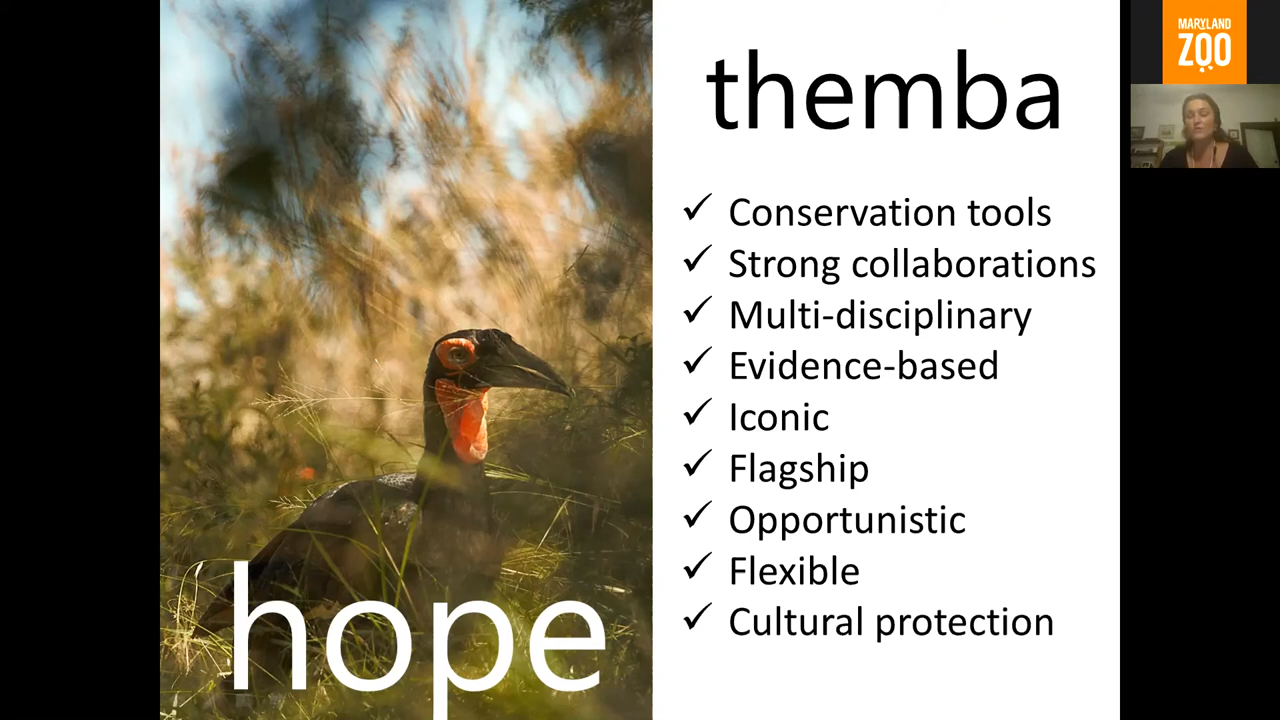 hope
themba
✓ Conservation tools
✓ Strong collaborations
✓ Multi-disciplinary
✓ Evidence-based
✓ Iconic
✓ Flagship
✓ Opportunistic
✓ Flexible
✓ Cultural protection
MARYLAND
ZOO